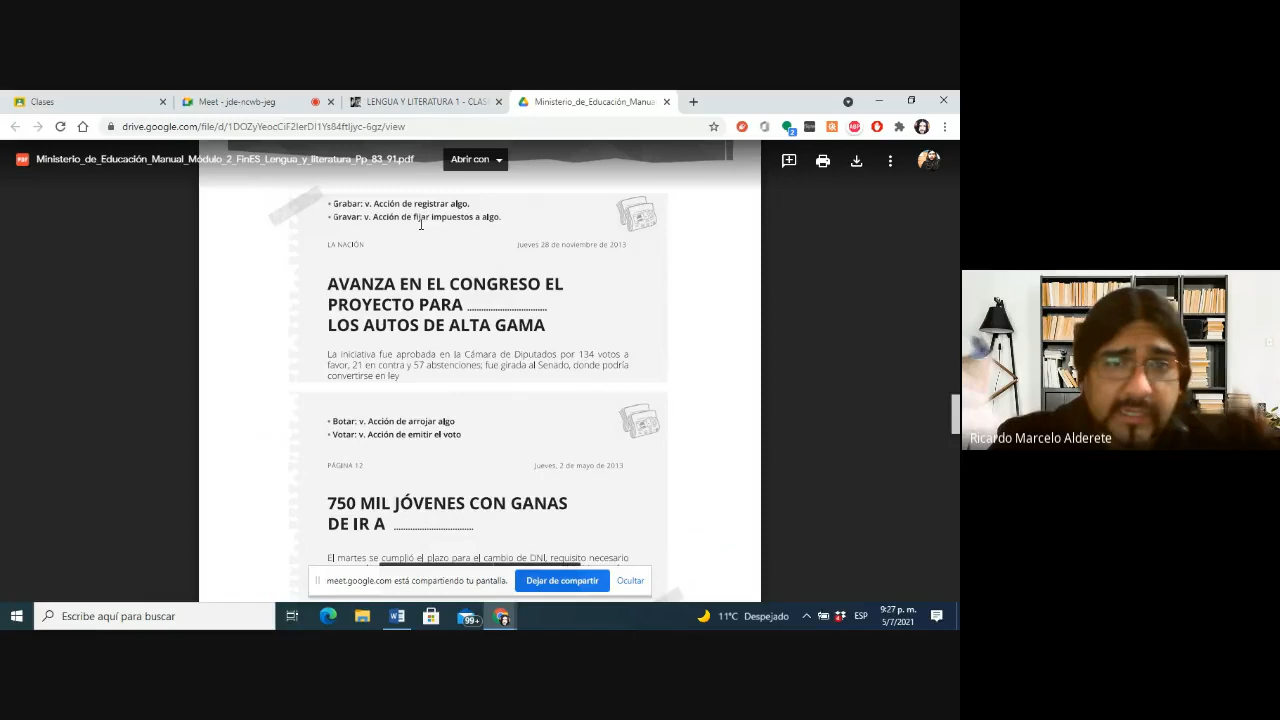 Clases
Meet - jde-ncwb-jeg
LENGUA Y LITERATURA 1 - CLAS
Ministerio_de_Educación_Manua
drive.google.com/file/d/1DOZyYeocCiF2IerDI1Ys84ftIjyc-6gz/view
Ministerio_de_Educación_Manual_Módulo_2_FinES_Lengua_y_literatura_Pp_83_91.pdf
Abrir con
• Grabar: v. Acción de registrar algo.
• Gravar: v. Acción de fijar impuestos a algo.
LA NACIÓN
Jueves 28 de noviembre de 2013
AVANZA EN EL CONGRESO EL
PROYECTO PARA ................................
LOS AUTOS DE ALTA GAMA
La iniciativa fue aprobada en la Cámara de Diputados por 134 votos a
favor, 21 en contra y 57 abstenciones; fue girada al Senado, donde podría
convertirse en ley
• Botar: v. Acción de arrojar algo
• Votar: v. Acción de emitir el voto
PÁGINA 12
Jueves, 2 de mayo de 2013
750 MIL JÓVENES CON GANAS
DE IR A ................................
El martes se cumplió el plazo para el cambio de DNI, requisito necesario
meet.google.com está compartiendo tu pantalla.
Dejar de compartir
Ocultar
Ricardo Marcelo Alderete
Escribe aquí para buscar
99+
11°C Despejado
ESP
9:27 p. m.
5/7/2021